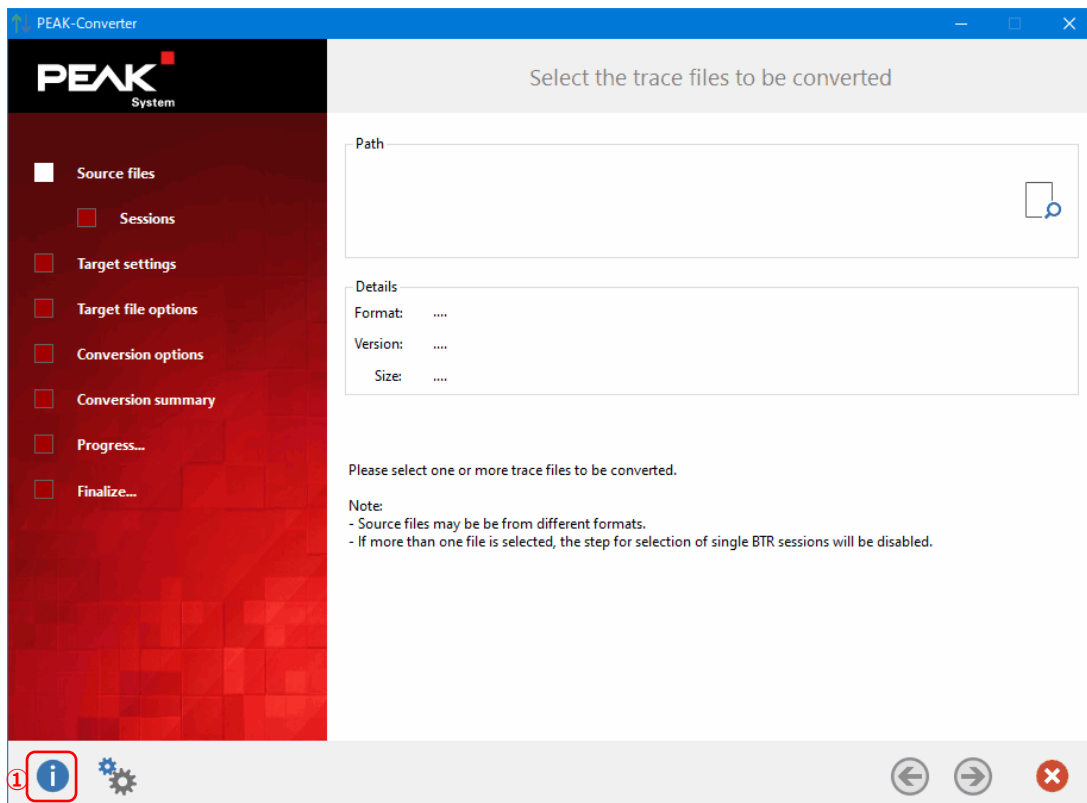 PEAK-Converter
PEAK
System
Select the trace files to be converted
Source files
Sessions
Target settings
Target file options
Conversion options
Conversion summary
Progress...
Finalize...
Path
Details
Format: ....
Version: ....
Size: ....
Please select one or more trace files to be converted.
Note:
- Source files may be be from different formats.
- If more than one file is selected, the step for selection of single BTR sessions will be disabled.
①